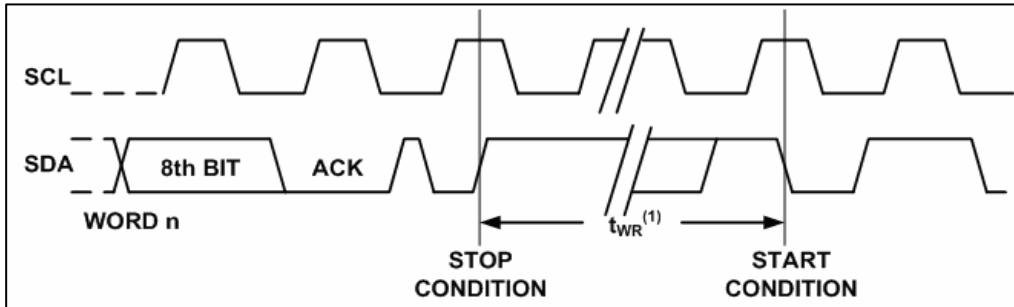 SCL
SDA
8th BIT
ACK
WORD n
tWR(1)
STOP
CONDITION
START
CONDITION